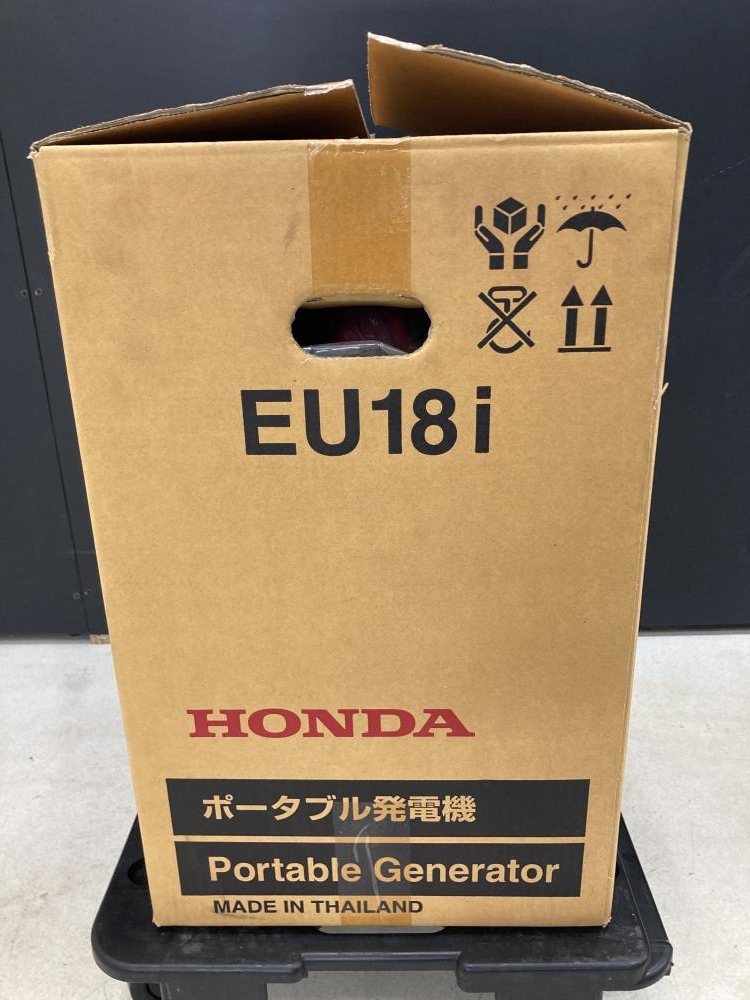 EU18i
HONDA
ポータブル発電機
Portable Generator
MADE IN THAILAND